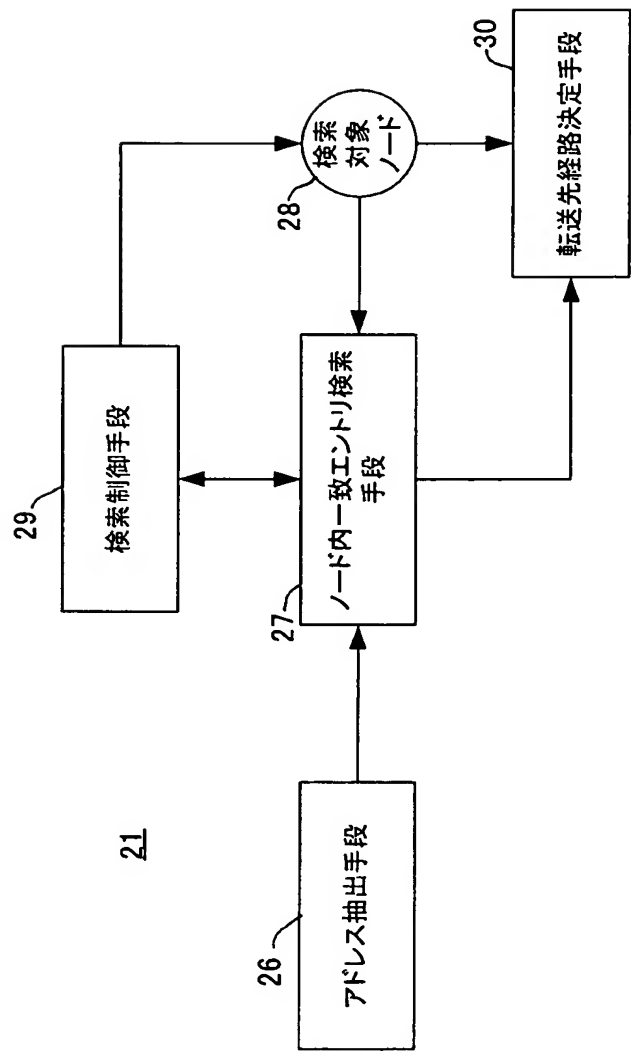 21
29
検索制御手段
28
検索
対象
ノード
27
ノード内一致エントリ検索
手段
26
アドレス抽出手段
30
転送先経路決定手段